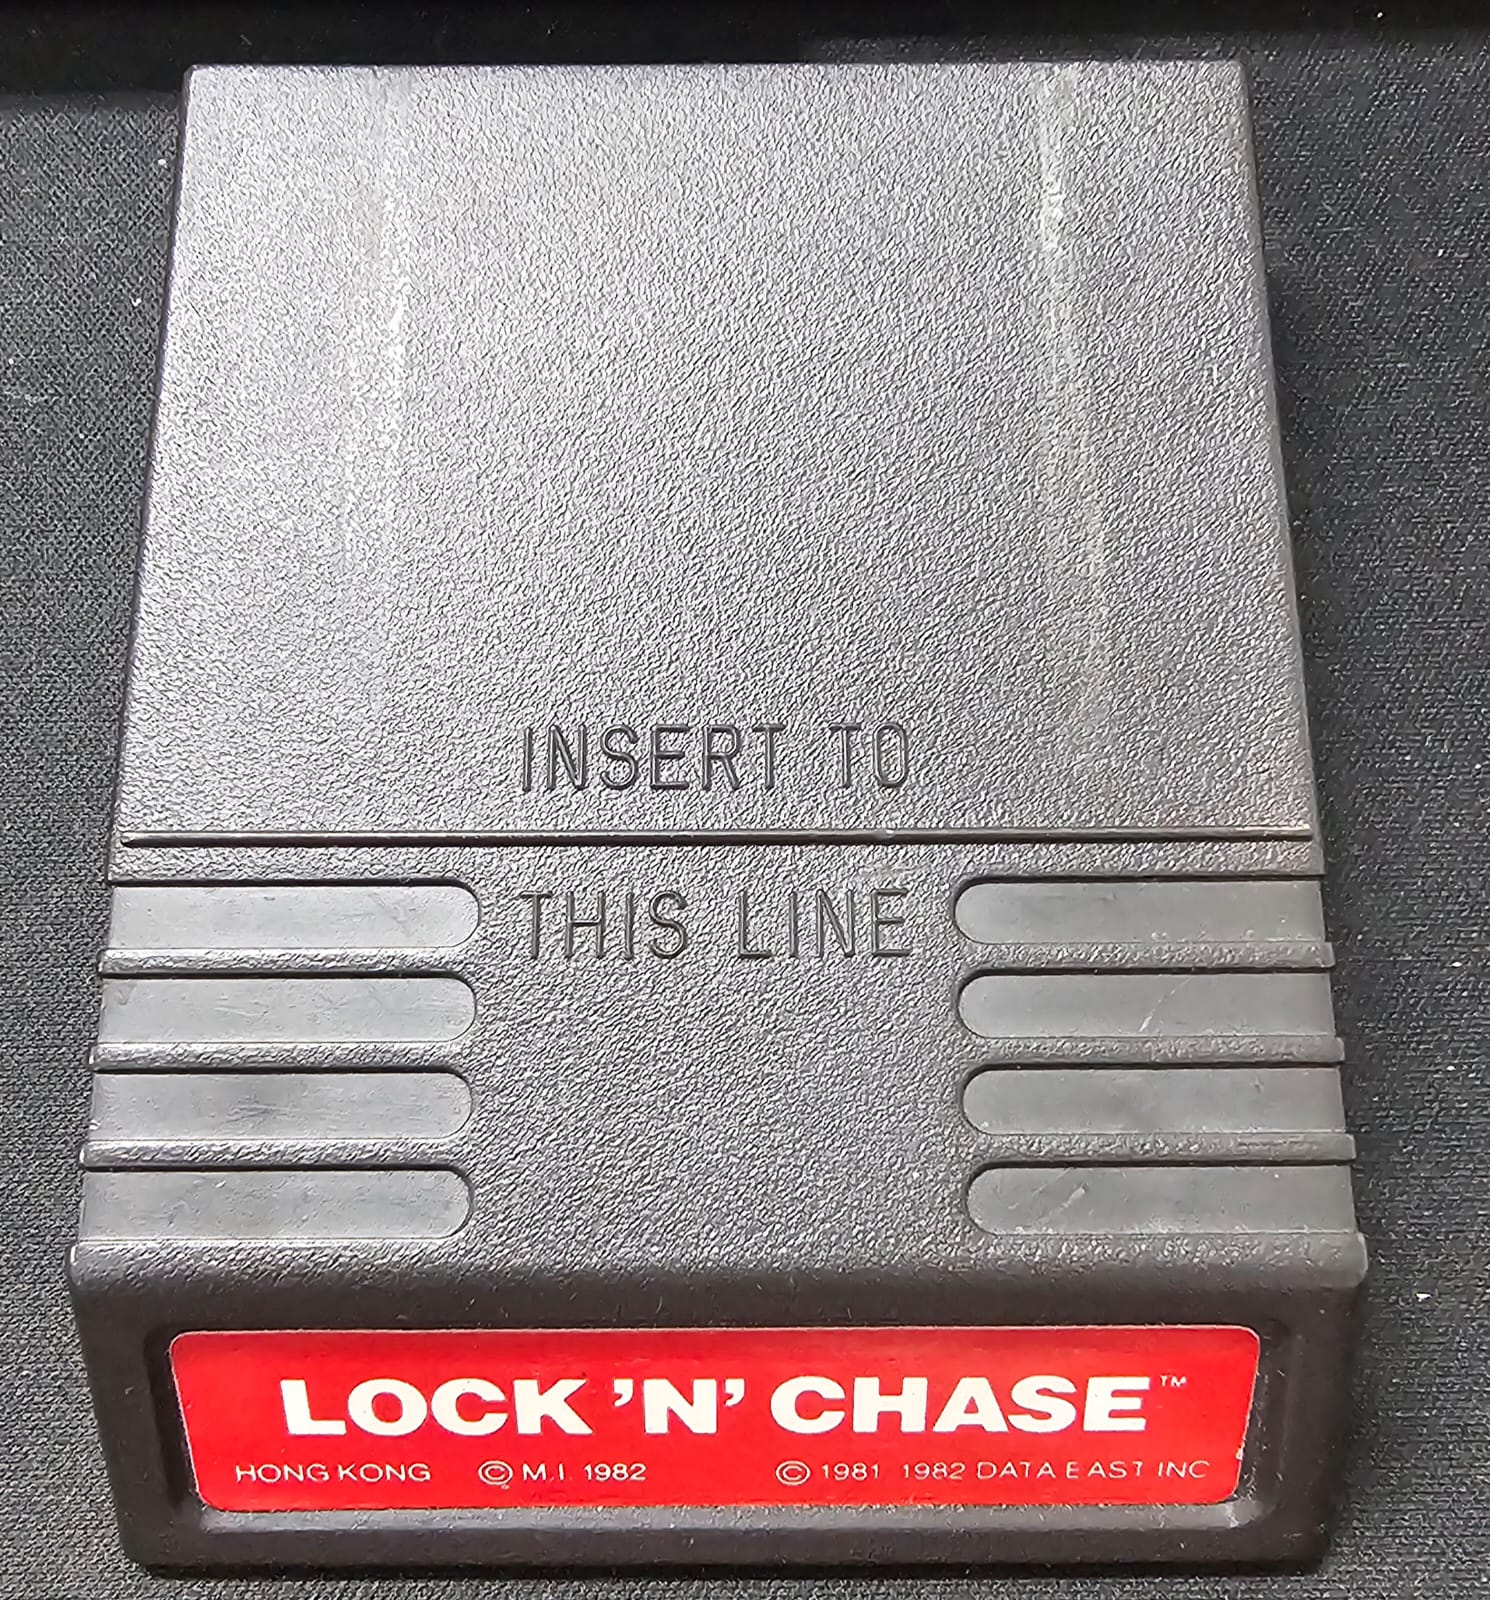 INSERT TO
THIS LINE
LOCK 'N' CHASE™
HONG KONG © M.I. 1982 © 1981 1982 DATA EAST INC